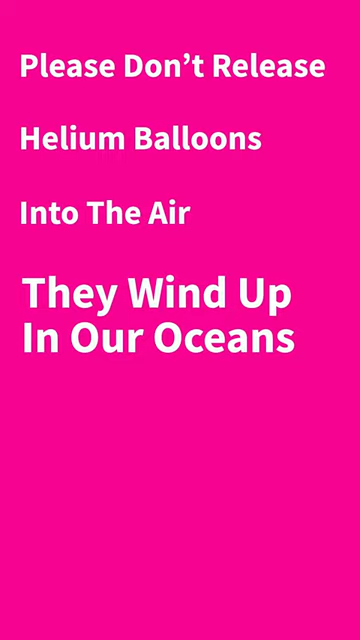 Please Don’t Release
Helium Balloons
Into The Air
They Wind Up
In Our Oceans